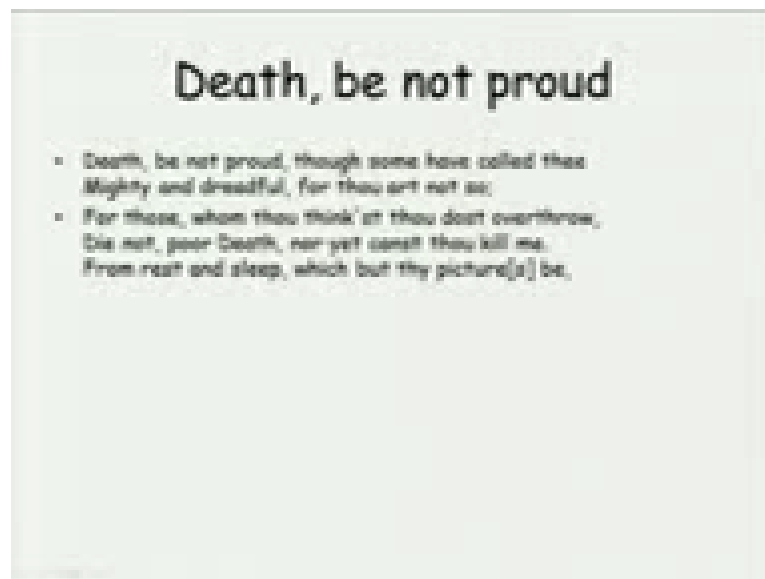 Death, be not proud
• Death, be not proud, though some have called thee
Mighty and dreadful, for thou art not so;
• For those, whom thou think'st thou dost overthrow,
Die not, poor Death, nor yet canst thou kill me.
From rest and sleep, which but thy picture[s] be,